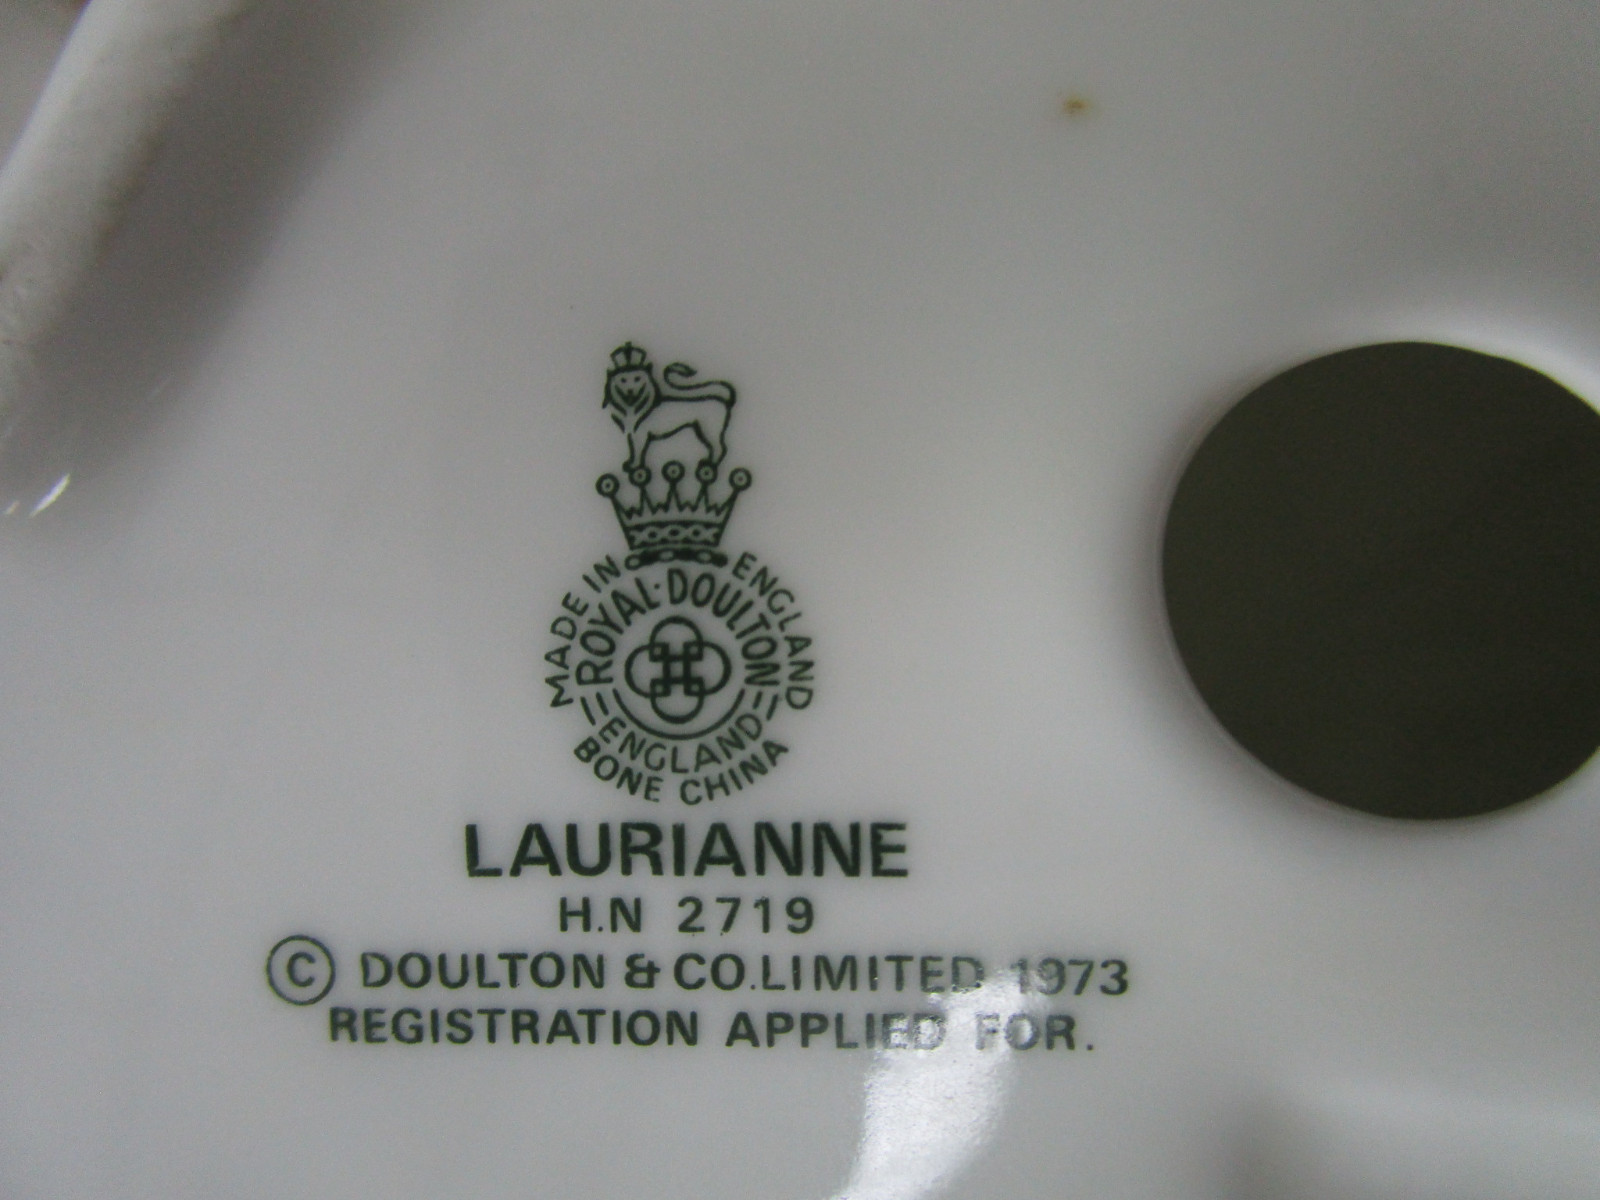 MADE IN ENGLAND
ROYAL·DOULTON
ENGLAND
BONE CHINA
LAURIANNE
H.N 2719
© DOULTON & CO.LIMITED 1973
REGISTRATION APPLIED FOR.